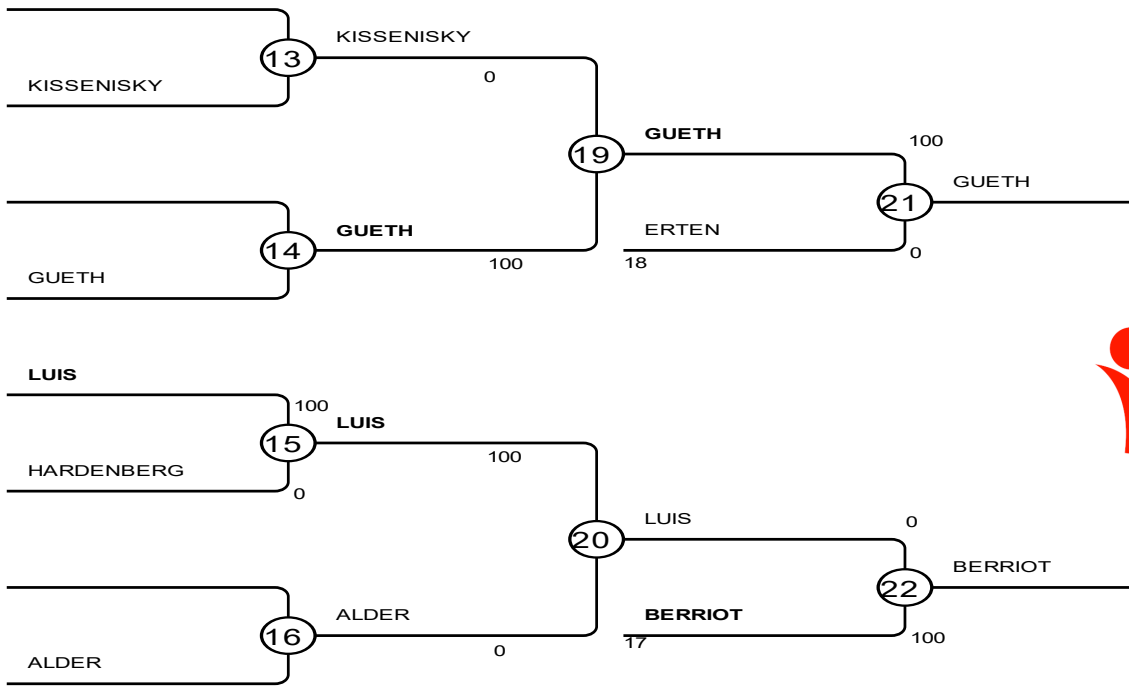 KISSENISKY
13
KISSENISKY
0
GUETH
100
19
GUETH
21
ERTEN
GUETH
14
0
100
18
GUETH
LUIS
100
LUIS
15
100
HARDENBERG
0
LUIS
0
20
BERRIOT
22
ALDER
BERRIOT
16
17
100
0
ALDER